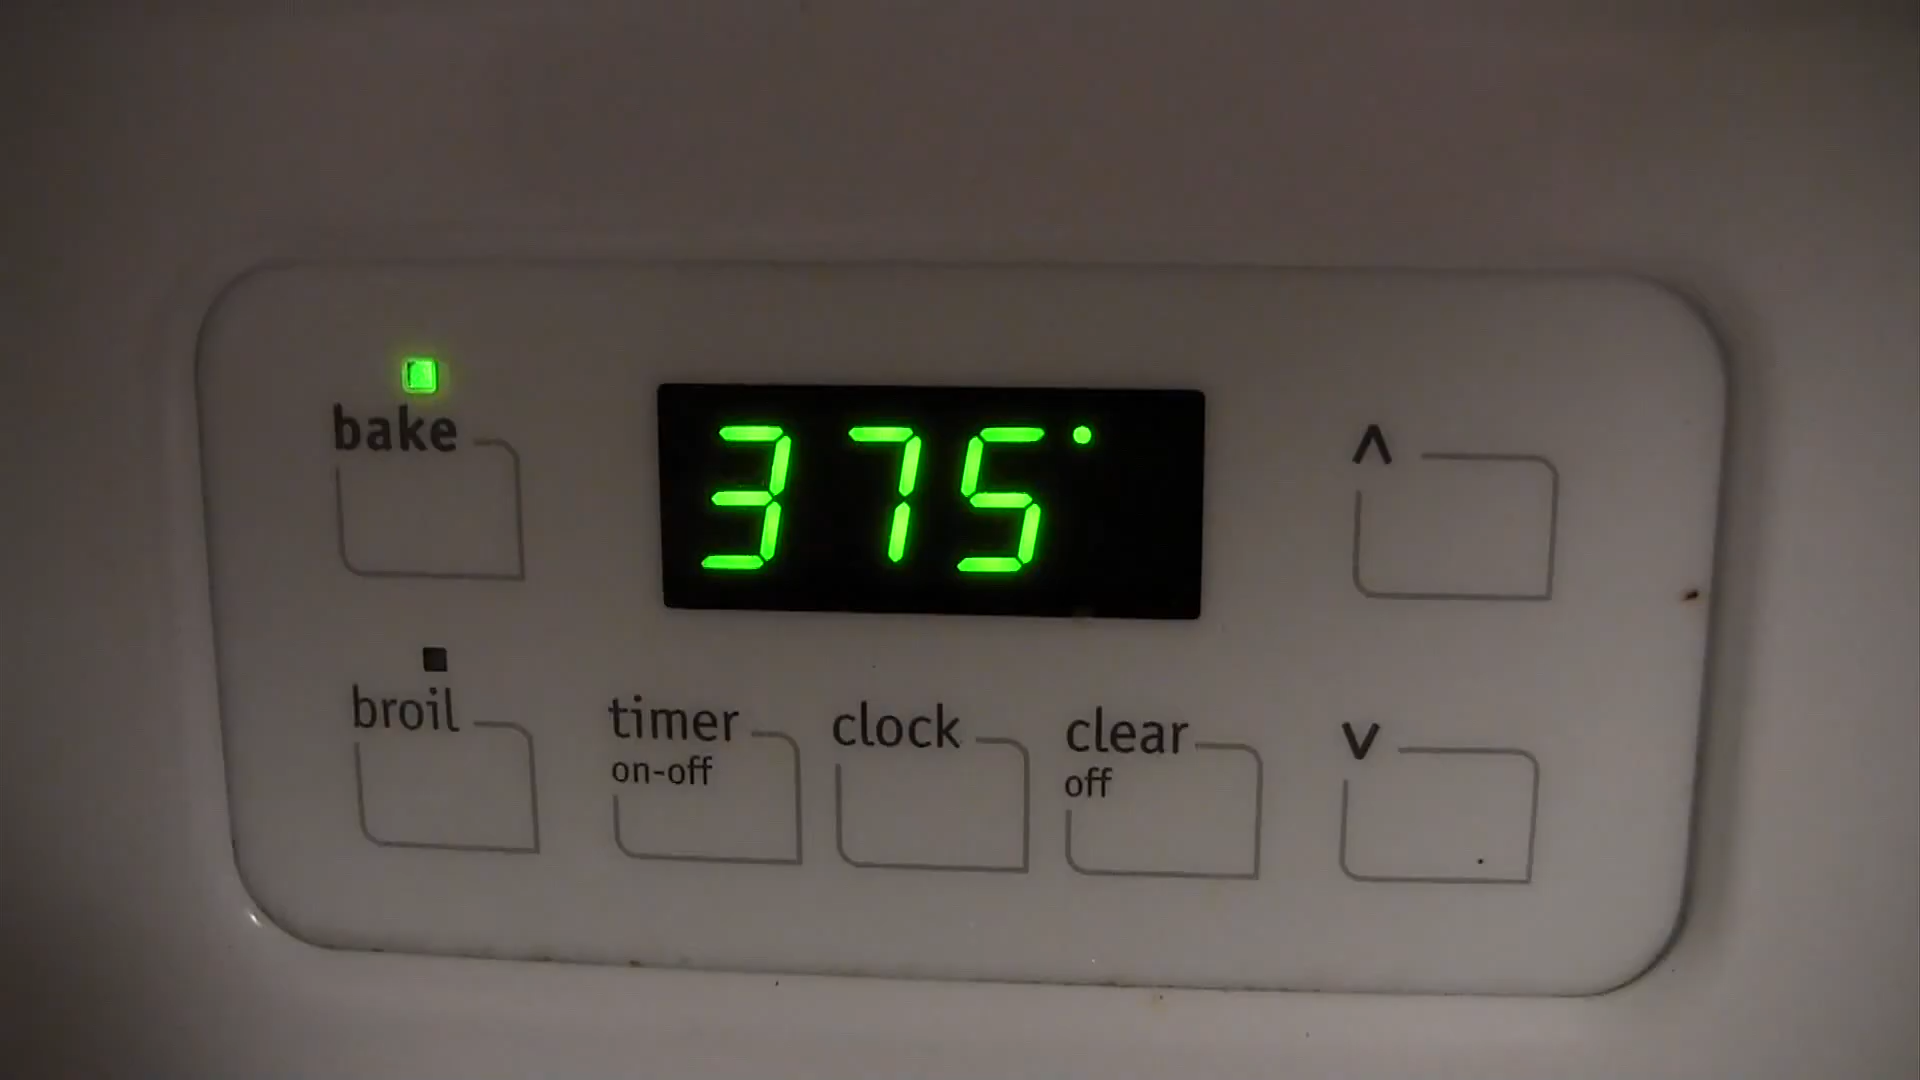 bake
375°
^
broil
timer
on-off
clock
clear
off
v